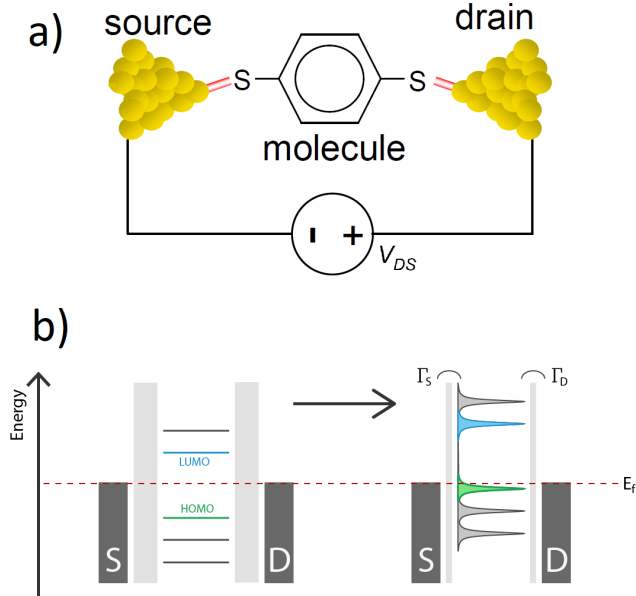 a)
source
drain
S
S
molecule
- +
V_DS
b)
Energy
Γ_S
Γ_D
LUMO
E_f
HOMO
S
D
S
D